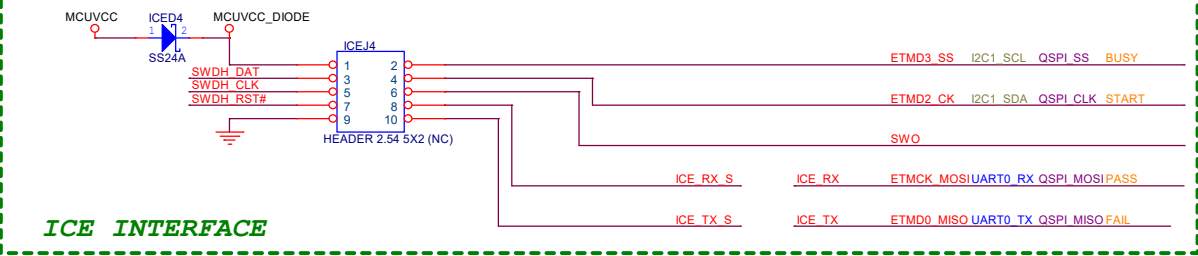 MCUVCC ICED4 MCUVCC_DIODE
1 2
SS24A
ICEJ4
1 2 ETMD3_SS I2C1_SCL QSPI_SS BUSY
SWDH_DAT 3 4
SWDH_CLK 5 6 ETMD2_CK I2C1_SDA QSPI_CLK START
SWDH_RST# 7 8
9 10
HEADER 2.54 5X2 (NC) SWO
ICE_RX_S ICE_RX ETMCK_MOSI UART0_RX QSPI_MOSI PASS
ICE_TX_S ICE_TX ETMD0_MISO UART0_TX QSPI_MISO FAIL
ICE INTERFACE